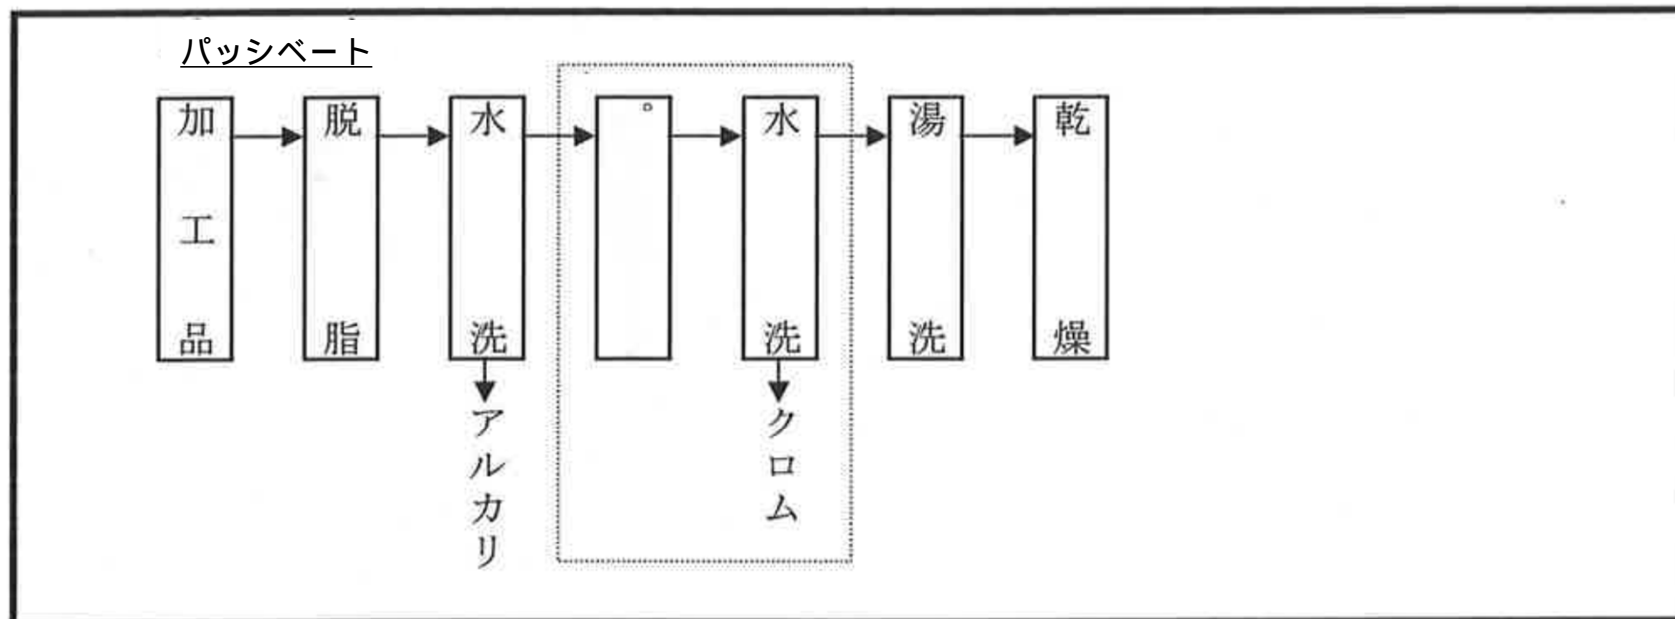 パッシベート
加工品
脱脂
水洗
アルカリ
水洗
クロム
湯洗
乾燥